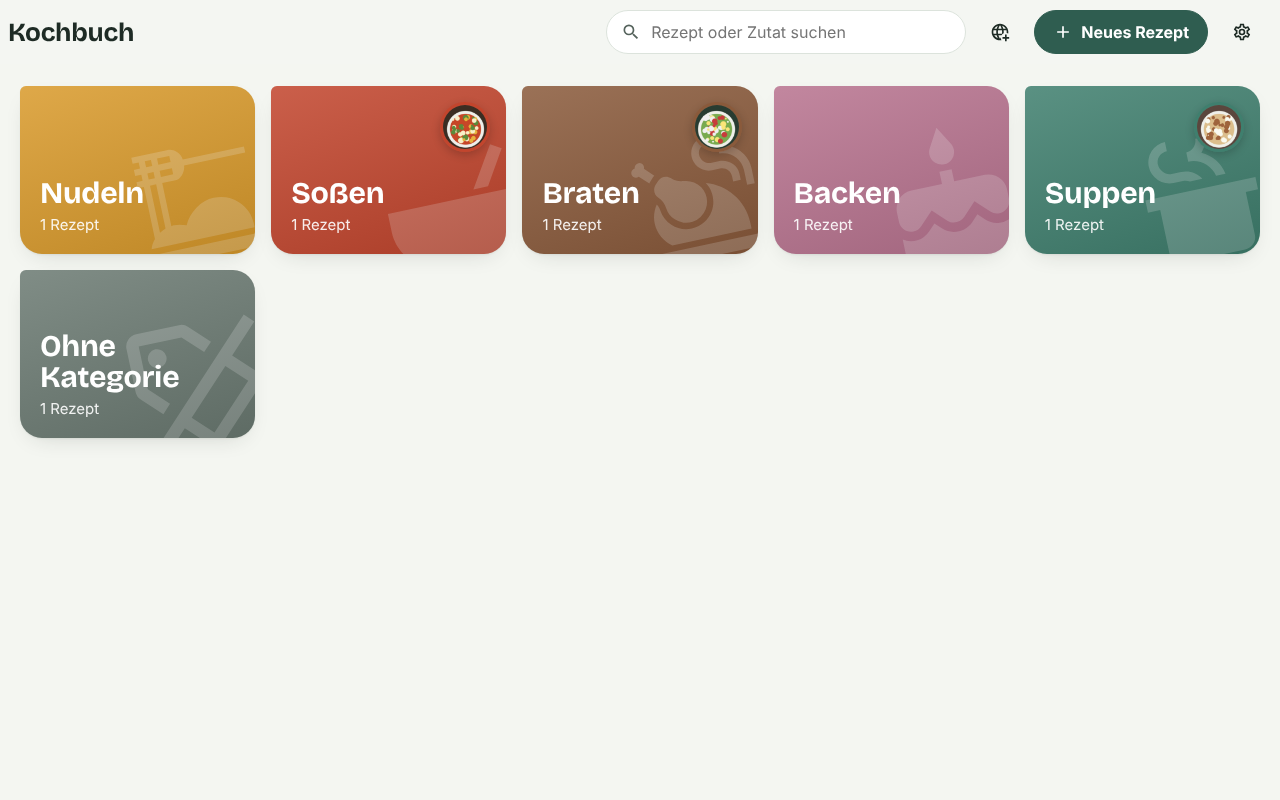 Kochbuch
Rezept oder Zutat suchen
Neues Rezept
Nudeln
1 Rezept
Soßen
1 Rezept
Braten
1 Rezept
Backen
1 Rezept
Suppen
1 Rezept
Ohne
Kategorie
1 Rezept